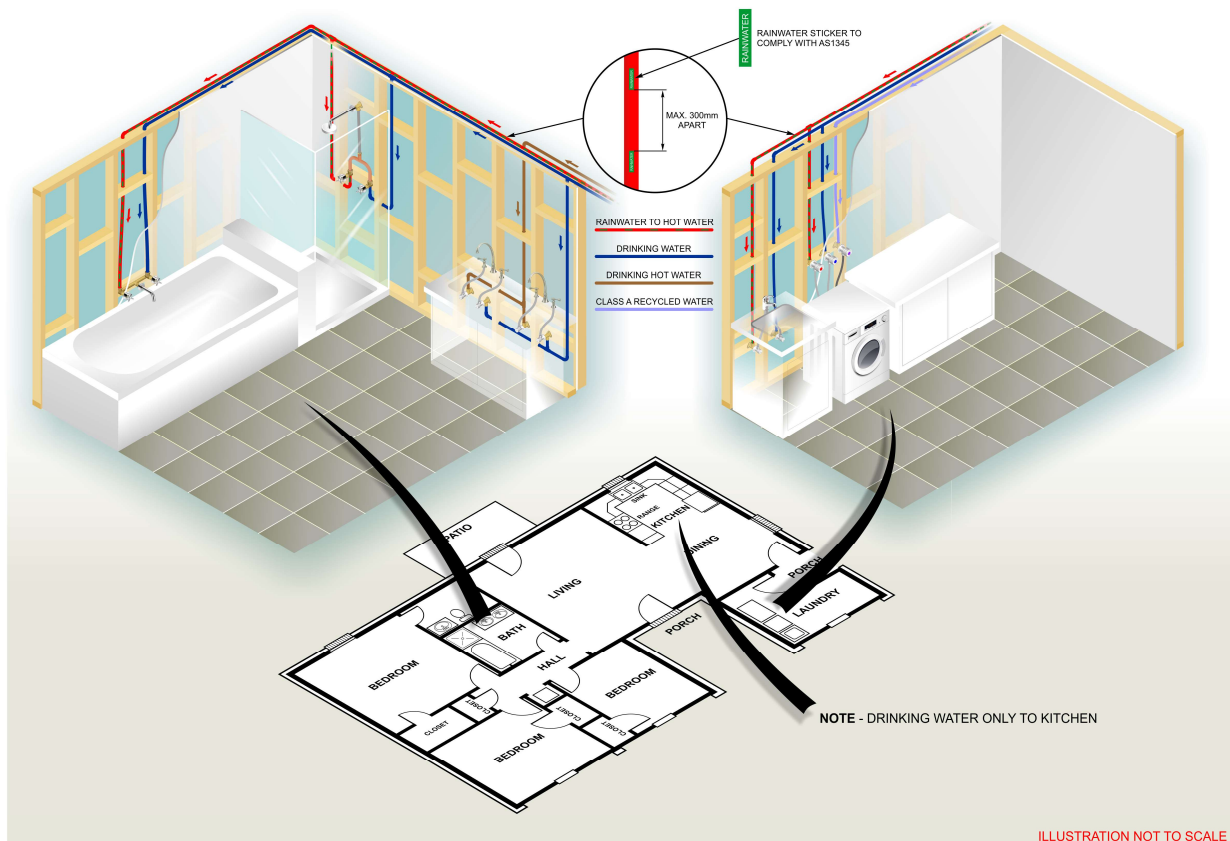 RAINWATER
RAINWATER STICKER TO
COMPLY WITH AS1345
MAX. 300mm
APART
RAINWATER TO HOT WATER
DRINKING WATER
DRINKING HOT WATER
CLASS A RECYCLED WATER
SINK
RANGE
KITCHEN
PATIO
DINING
LIVING
PORCH
LAUNDRY
BATH
PORCH
HALL
BEDROOM
BEDROOM
CLOSET
CLOSET
CLOSET
CLOSET
BEDROOM
NOTE - DRINKING WATER ONLY TO KITCHEN
ILLUSTRATION NOT TO SCALE